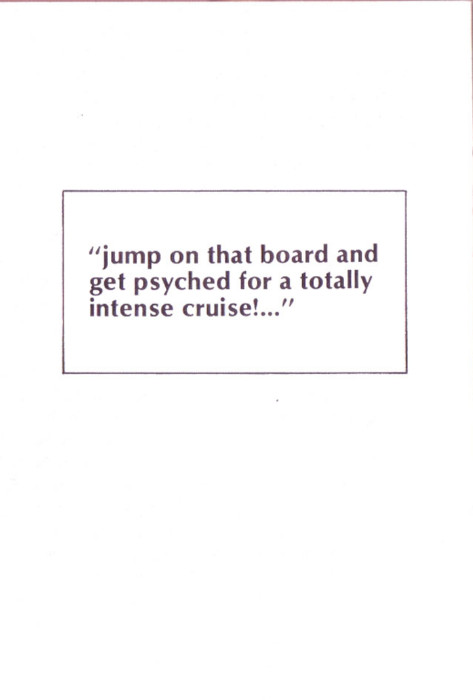 "jump on that board and
get psyched for a totally
intense cruise!..."